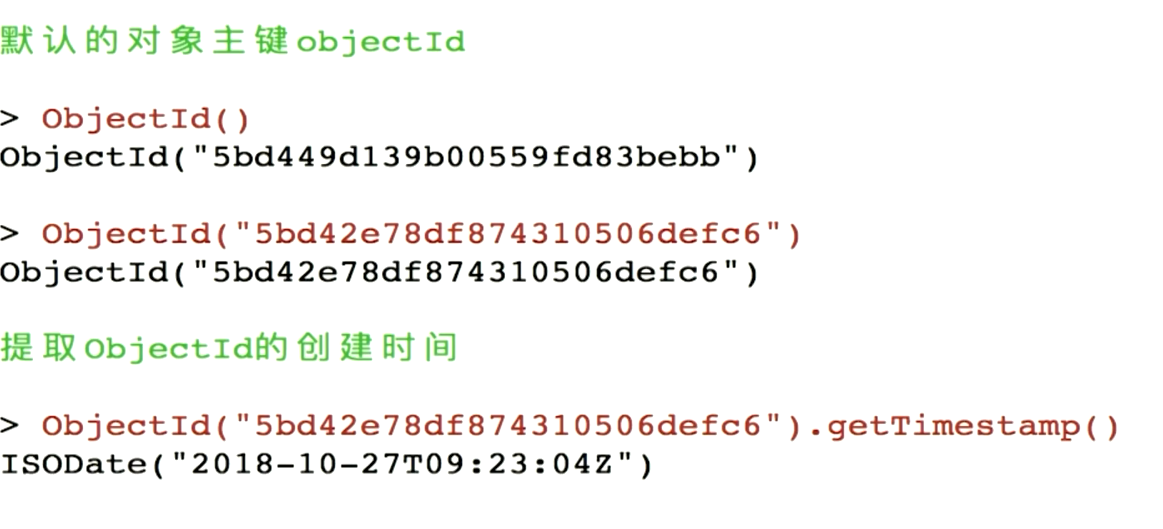 默认的对象主键objectId
> ObjectId()
ObjectId("5bd449d139b00559fd83bebb")
> ObjectId("5bd42e78df874310506defc6")
ObjectId("5bd42e78df874310506defc6")
提取ObjectId的创建时间
> ObjectId("5bd42e78df874310506defc6").getTimestamp()
ISODate("2018-10-27T09:23:04Z")